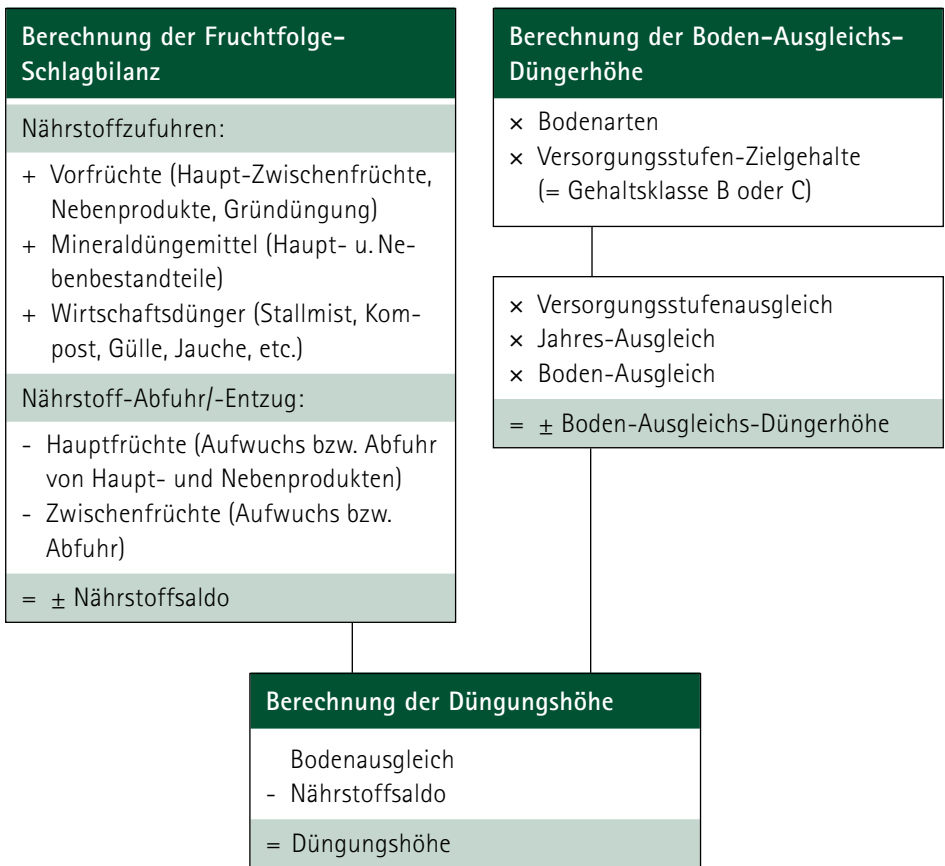 Berechnung der Fruchtfolge-
Schlagbilanz
Nährstoffzufuhren:
+ Vorfrüchte (Haupt-Zwischenfrüchte,
Nebenprodukte, Gründüngung)
+ Mineraldüngemittel (Haupt- u. Ne-
benbestandteile)
+ Wirtschaftsdünger (Stallmist, Kom-
post, Gülle, Jauche, etc.)
Nährstoff-Abfuhr/-Entzug:
- Hauptfrüchte (Aufwuchs bzw. Abfuhr
von Haupt- und Nebenprodukten)
- Zwischenfrüchte (Aufwuchs bzw.
Abfuhr)
= ± Nährstoffsaldo
Berechnung der Boden-Ausgleichs-
Düngerhöhe
× Bodenarten
× Versorgungsstufen-Zielgehalte
(= Gehaltsklasse B oder C)
× Versorgungsstufenausgleich
× Jahres-Ausgleich
× Boden-Ausgleich
= ± Boden-Ausgleichs-Düngerhöhe
Berechnung der Düngungshöhe
Bodenausgleich
- Nährstoffsaldo
= Düngungshöhe